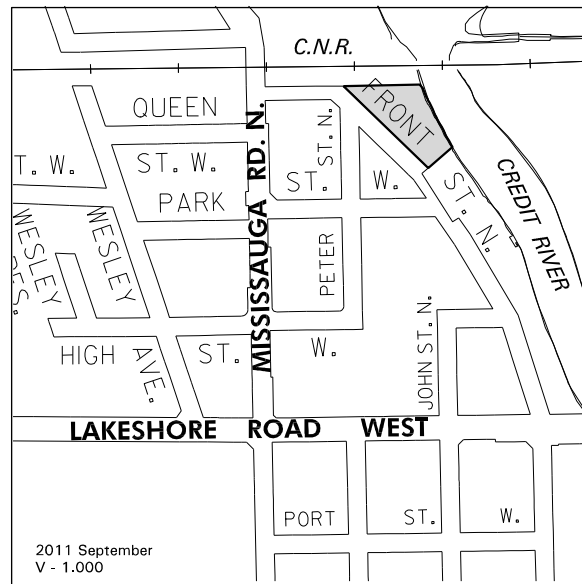 C.N.R.
QUEEN ST. W.
FRONT ST. N.
CREDIT RIVER
MISSISSAUGA RD. N.
T. W.
PARK ST. W.
PETER ST. N.
WESLEY
WESLEY AVE.
HIGH ST. W.
JOHN ST. N.
LAKESHORE ROAD WEST
PORT ST. W.
2011 September
V - 1.000